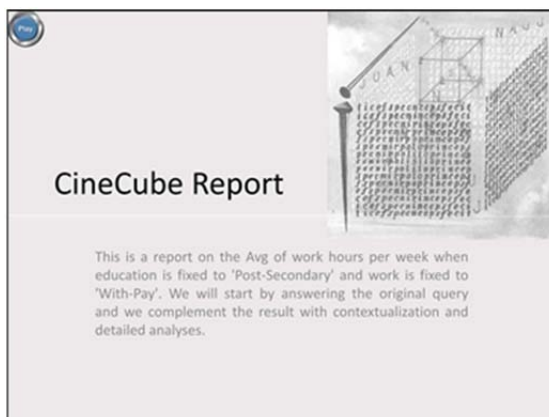 Play
JUAN
CineCube Report
This is a report on the Avg of work hours per week when
education is fixed to 'Post-Secondary' and work is fixed to
'With-Pay'. We will start by answering the original query
and we complement the result with contextualization and
detailed analyses.